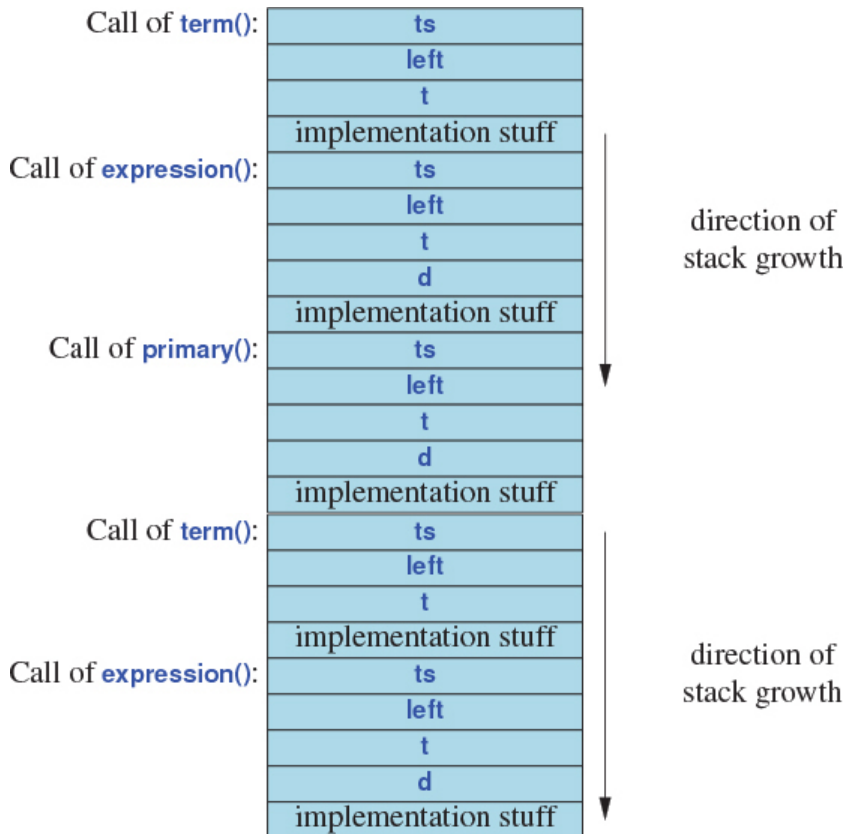 Call of term(): ts
left
t
implementation stuff
Call of expression(): ts
left
direction of
t
stack growth
d
implementation stuff
Call of primary(): ts
left
t
d
implementation stuff
Call of term(): ts
left
t
implementation stuff
Call of expression(): ts
left
direction of
stack growth
t
d
implementation stuff